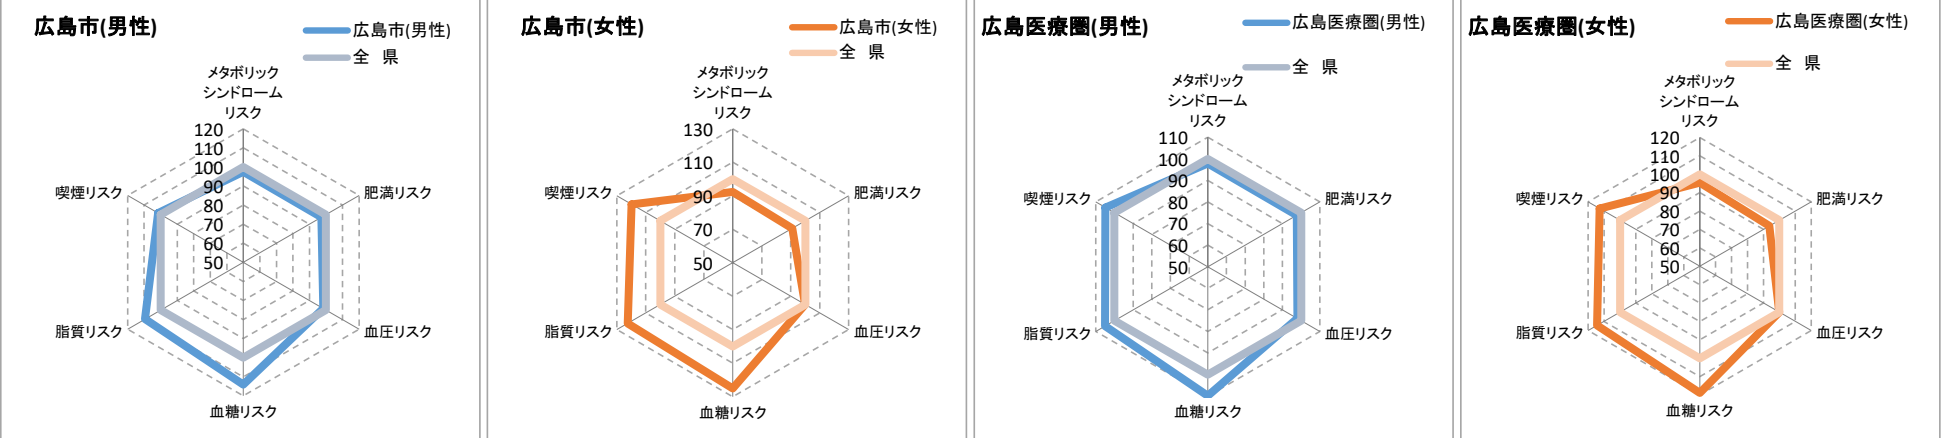 広島市(男性)
広島市(男性)
全 県
メタボリック
シンドローム
リスク
120
110
100
90
80
70
60
50
喫煙リスク
肥満リスク
脂質リスク
血圧リスク
血糖リスク
広島市(女性)
広島市(女性)
全 県
メタボリック
シンドローム
リスク
130
110
90
70
50
喫煙リスク
肥満リスク
脂質リスク
血圧リスク
血糖リスク
広島医療圏(男性)
広島医療圏(男性)
全 県
メタボリック
シンドローム
リスク
110
100
90
80
70
60
50
喫煙リスク
肥満リスク
脂質リスク
血圧リスク
血糖リスク
広島医療圏(女性)
広島医療圏(女性)
全 県
メタボリック
シンドローム
リスク
120
110
100
90
80
70
60
50
喫煙リスク
肥満リスク
脂質リスク
血圧リスク
血糖リスク